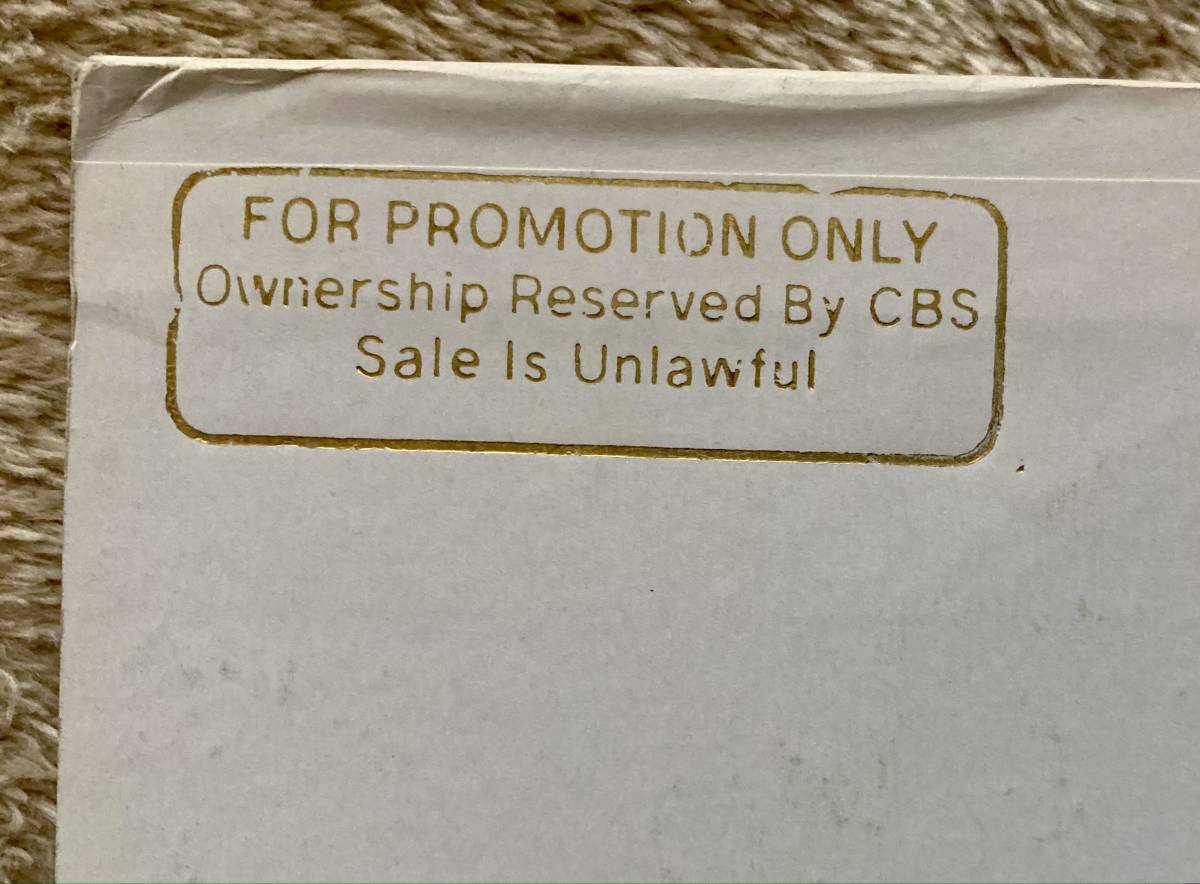 FOR PROMOTION ONLY
Ownership Reserved By CBS
Sale Is Unlawful